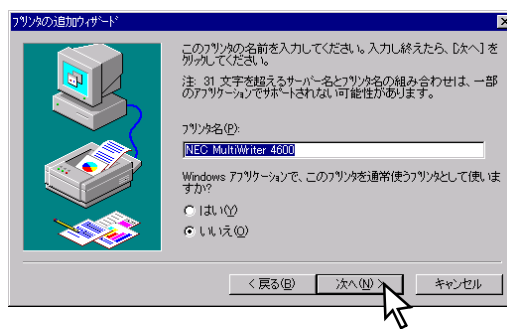 プリンタの追加ウィザード
このプリンタの名前を入力してください。入力し終えたら、[次へ] を
クリックしてください。
注: 31 文字を超えるサーバー名とプリンタ名の組み合わせは、一部
のアプリケーションでサポートされない可能性があります。
プリンタ名(P):
NEC MultiWriter 4600
Windows アプリケーションで、このプリンタを通常使うプリンタとして使いま
すか?
はい(Y)
いいえ(O)
< 戻る(B) 次へ(N) > キャンセル